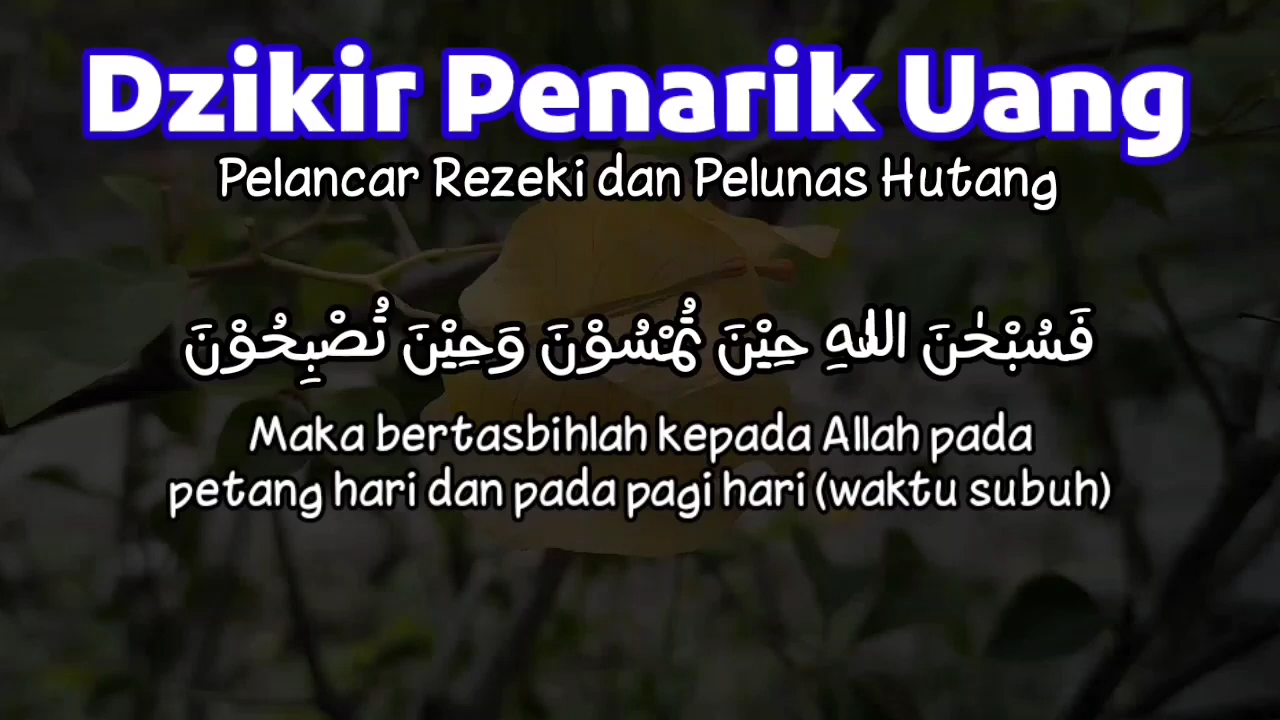 Dzikir Penarik Uang
Pelancar Rezeki dan Pelunas Hutang
فَسُبْحٰنَ اللهِ حِيْنَ تُمْسُوْنَ وَحِيْنَ تُصْبِحُوْنَ
Maka bertasbihlah kepada Allah pada
petang hari dan pada pagi hari (waktu subuh)